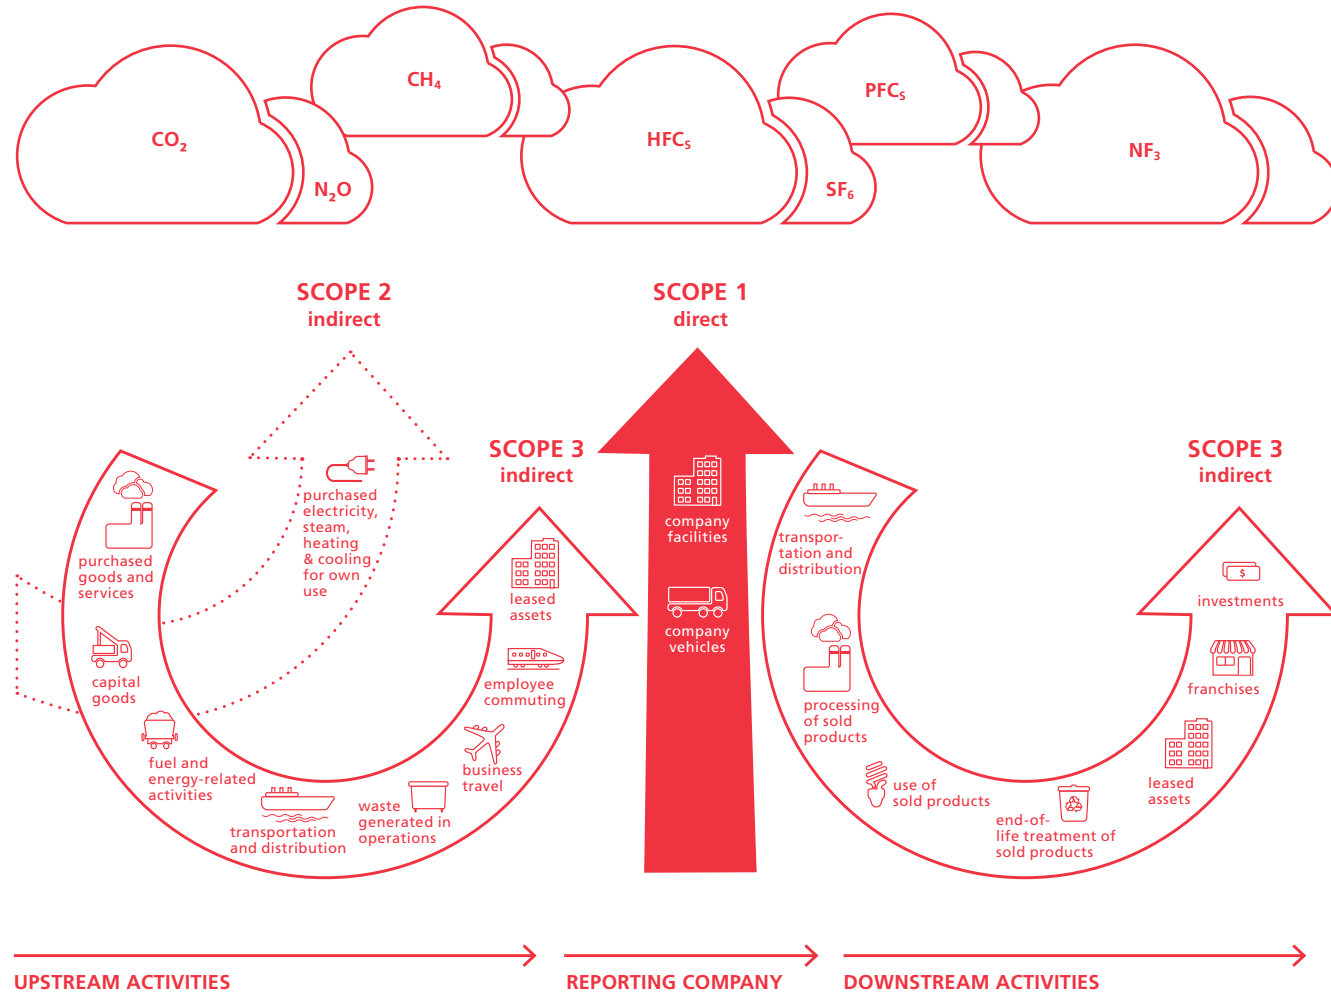 CH₄
PFCₛ
CO₂
HFCₛ
NF₃
N₂O
SF₆
SCOPE 2
indirect
SCOPE 1
direct
SCOPE 3
indirect
SCOPE 3
indirect
purchased
goods and
services
capital
goods
fuel and
energy-related
activities
transportation
and distribution
waste
generated in
operations
business
travel
employee
commuting
leased
assets
purchased
electricity,
steam,
heating
& cooling
for own
use
company
facilities
company
vehicles
transpor-
tation and
distribution
processing
of sold
products
use of
sold products
end-of-
life treatment of
sold products
leased
assets
franchises
investments
$
UPSTREAM ACTIVITIES
REPORTING COMPANY
DOWNSTREAM ACTIVITIES